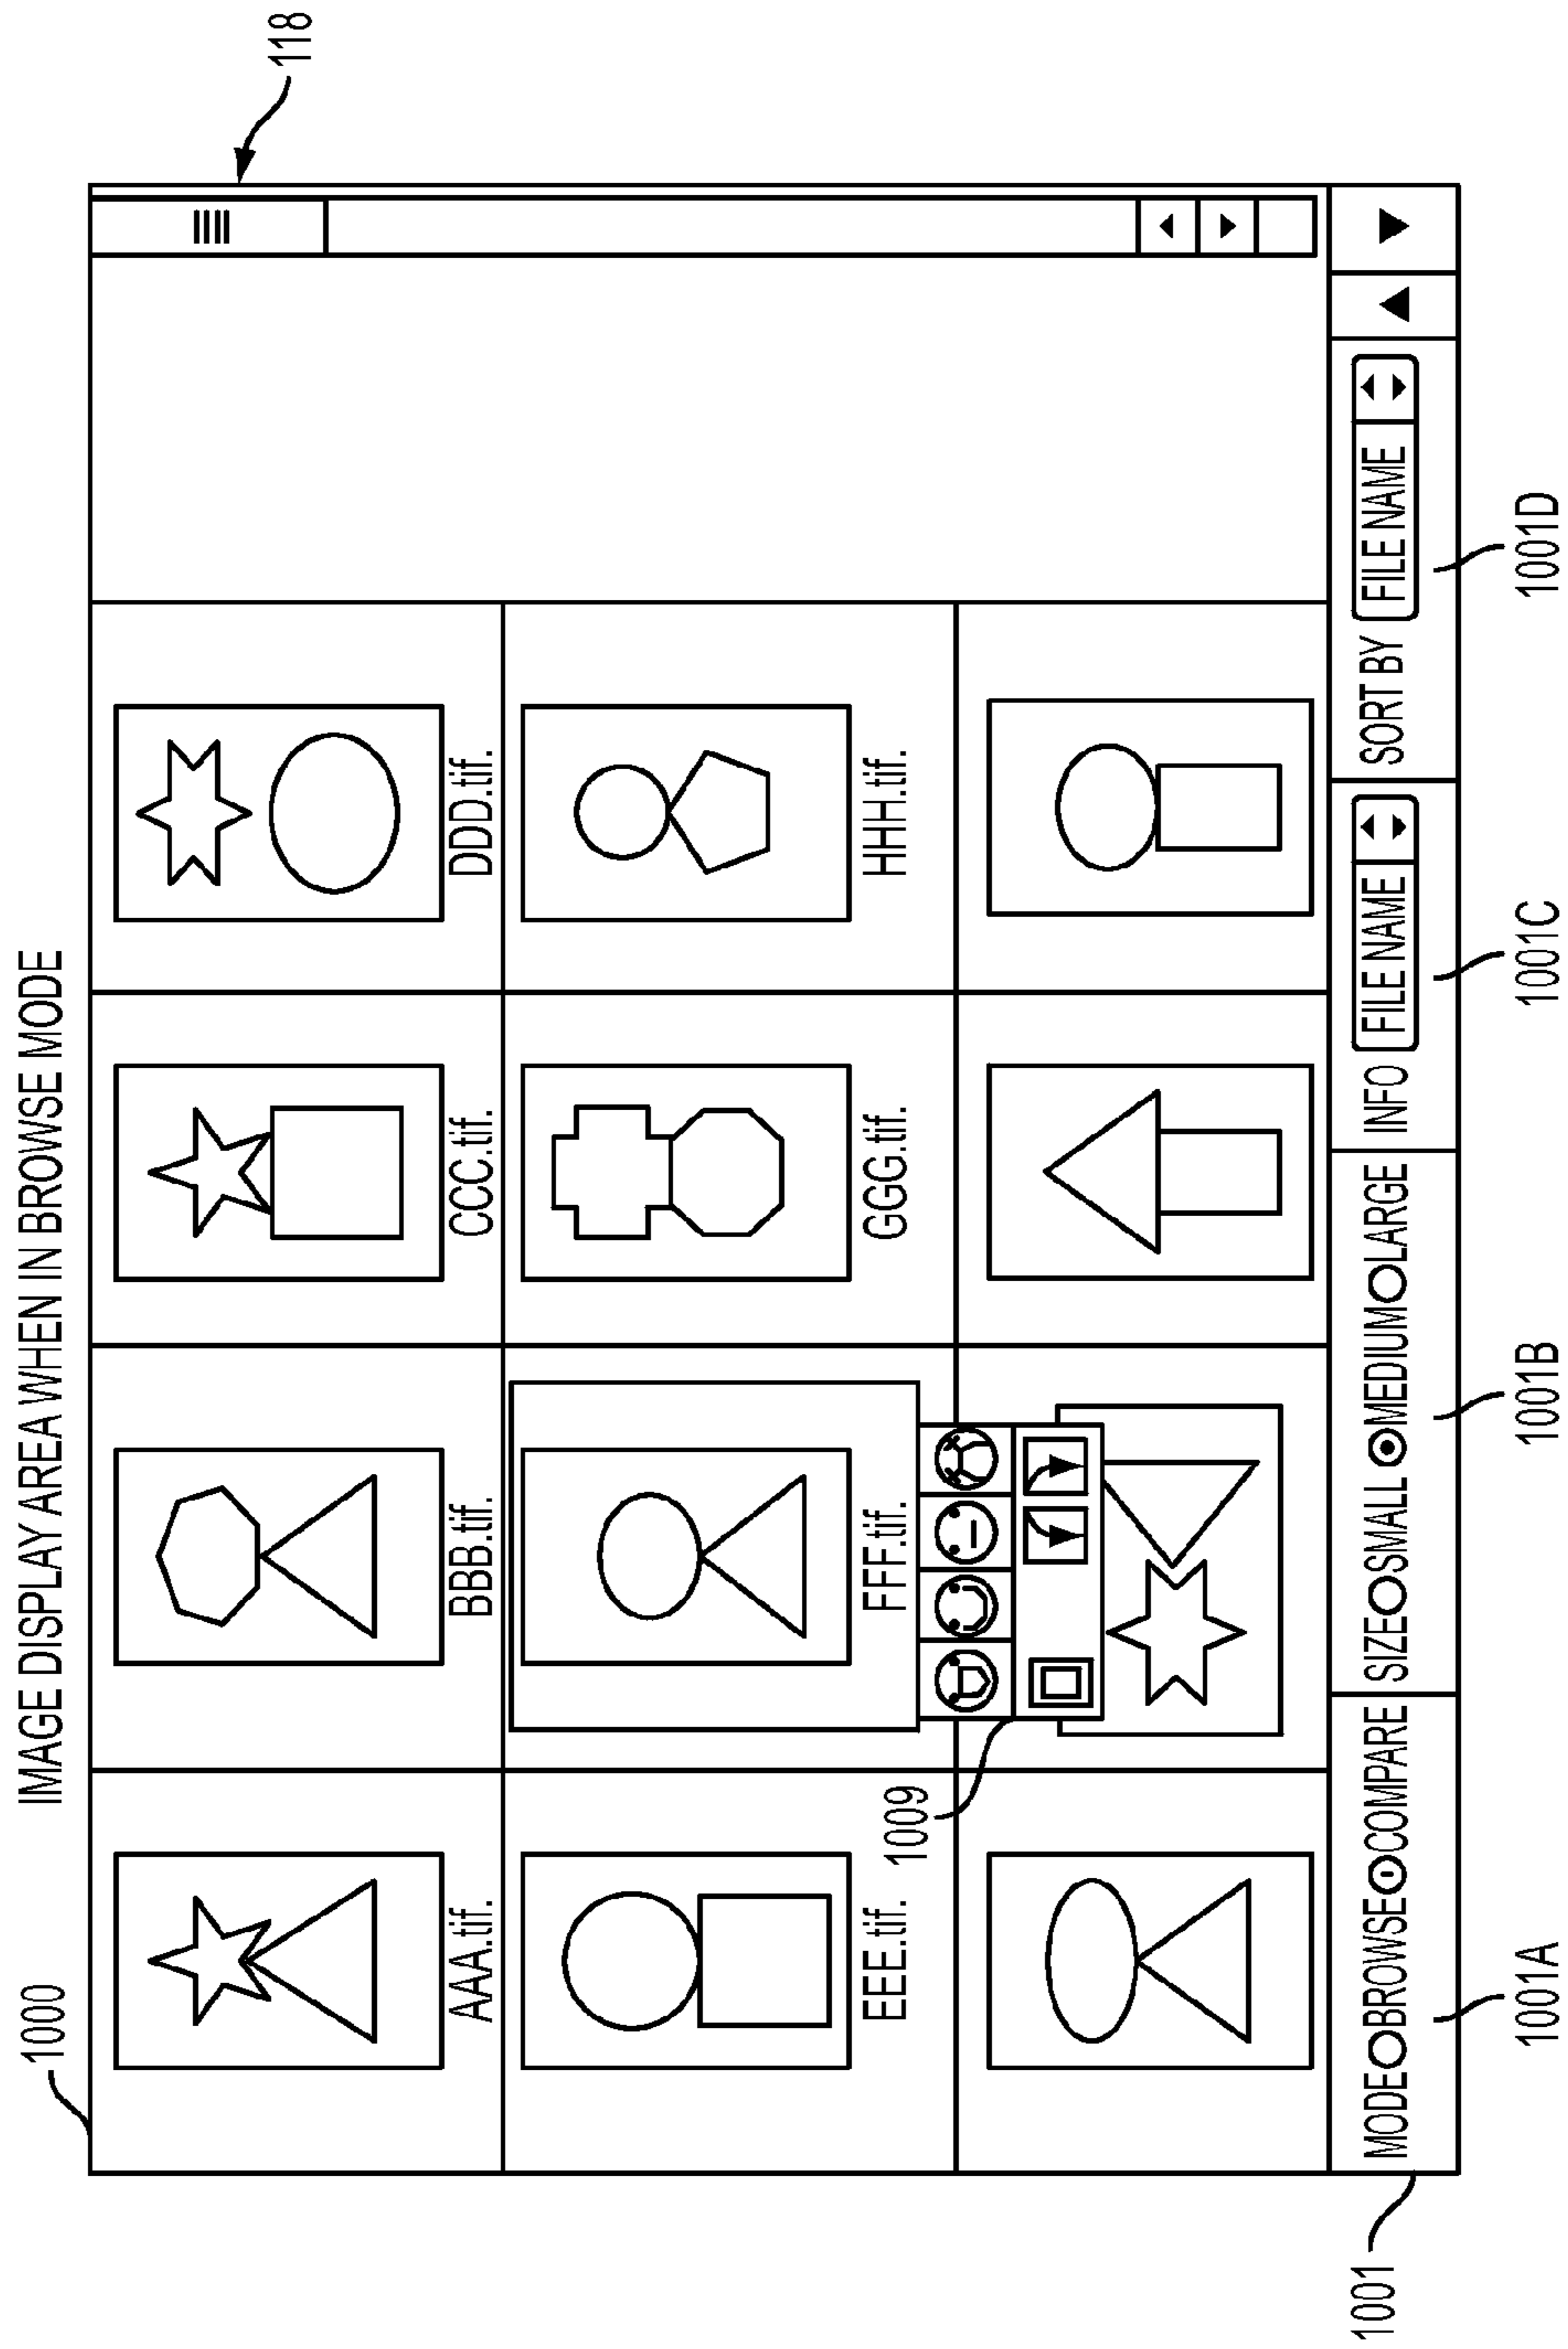 IMAGE DISPLAY AREA WHEN IN BROWSE MODE
1000
118
AAA.tif. BBB.tif. CCC.tif. DDD.tif.
EEE.tif. FFF.tif. GGG.tif. HHH.tif.
1009
1001
MODE BROWSE COMPARE SIZE SMALL MEDIUM LARGE INFO FILE NAME SORT BY FILE NAME
1001A 1001B 1001C 1001D